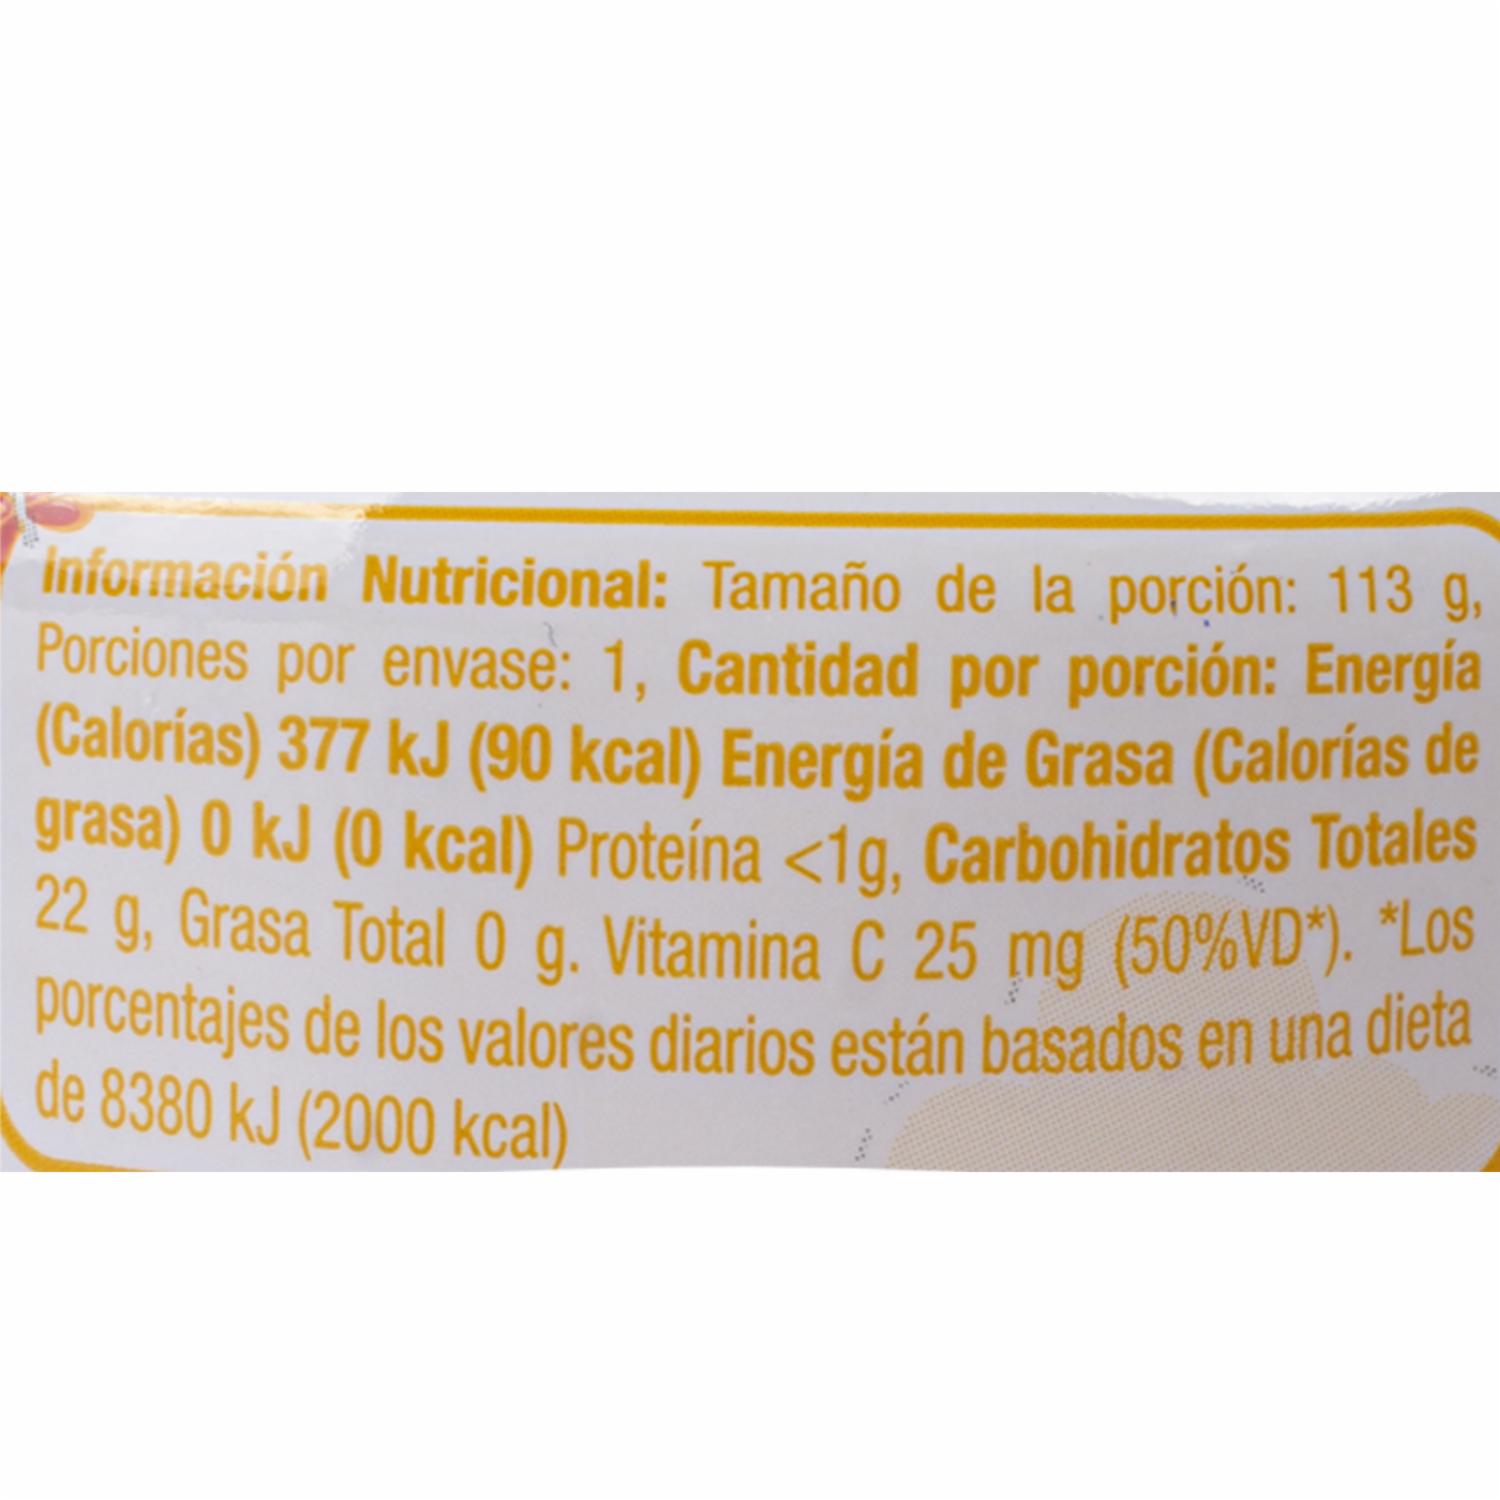 Información Nutricional: Tamaño de la porción: 113 g,
Porciones por envase: 1, Cantidad por porción: Energía
(Calorías) 377 kJ (90 kcal) Energía de Grasa (Calorías de
grasa) 0 kJ (0 kcal) Proteína <1g, Carbohidratos Totales
22 g, Grasa Total 0 g. Vitamina C 25 mg (50%VD*). *Los
porcentajes de los valores diarios están basados en una dieta
de 8380 kJ (2000 kcal)